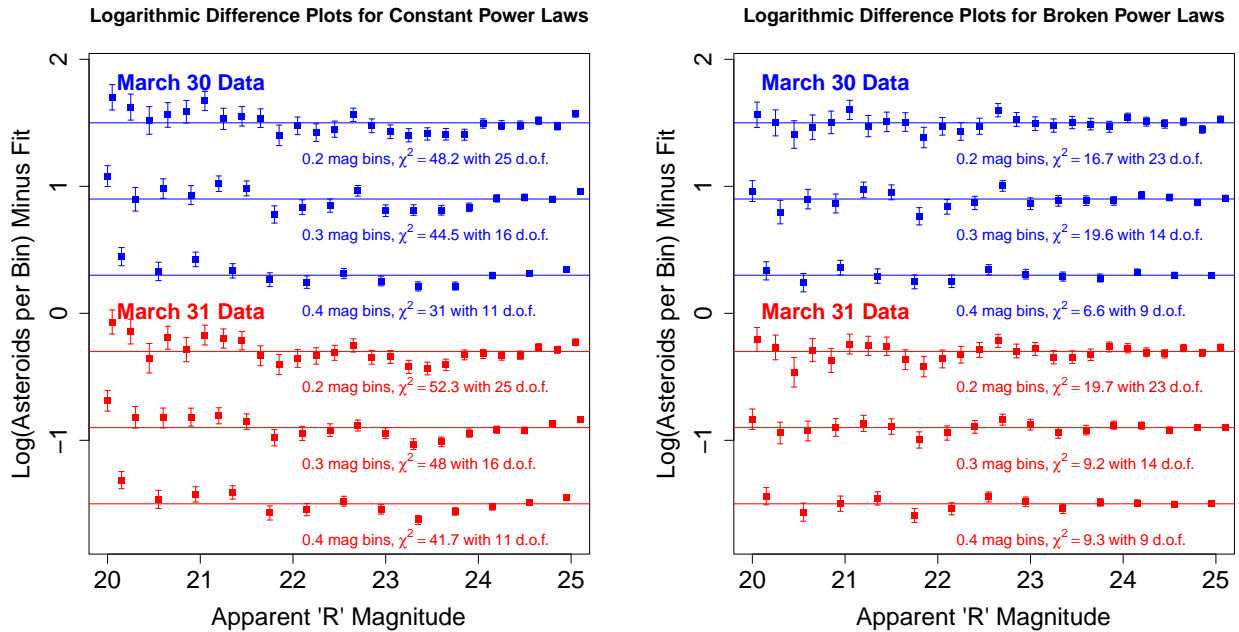 Logarithmic Difference Plots for Constant Power Laws
Log(Asteroids per Bin) Minus Fit
2
1
0
−1
March 30 Data
0.2 mag bins, χ² = 48.2 with 25 d.o.f.
0.3 mag bins, χ² = 44.5 with 16 d.o.f.
0.4 mag bins, χ² = 31 with 11 d.o.f.
March 31 Data
0.2 mag bins, χ² = 52.3 with 25 d.o.f.
0.3 mag bins, χ² = 48 with 16 d.o.f.
0.4 mag bins, χ² = 41.7 with 11 d.o.f.
20 21 22 23 24 25
Apparent 'R' Magnitude
Logarithmic Difference Plots for Broken Power Laws
Log(Asteroids per Bin) Minus Fit
2
1
0
−1
March 30 Data
0.2 mag bins, χ² = 16.7 with 23 d.o.f.
0.3 mag bins, χ² = 19.6 with 14 d.o.f.
0.4 mag bins, χ² = 6.6 with 9 d.o.f.
March 31 Data
0.2 mag bins, χ² = 19.7 with 23 d.o.f.
0.3 mag bins, χ² = 9.2 with 14 d.o.f.
0.4 mag bins, χ² = 9.3 with 9 d.o.f.
20 21 22 23 24 25
Apparent 'R' Magnitude